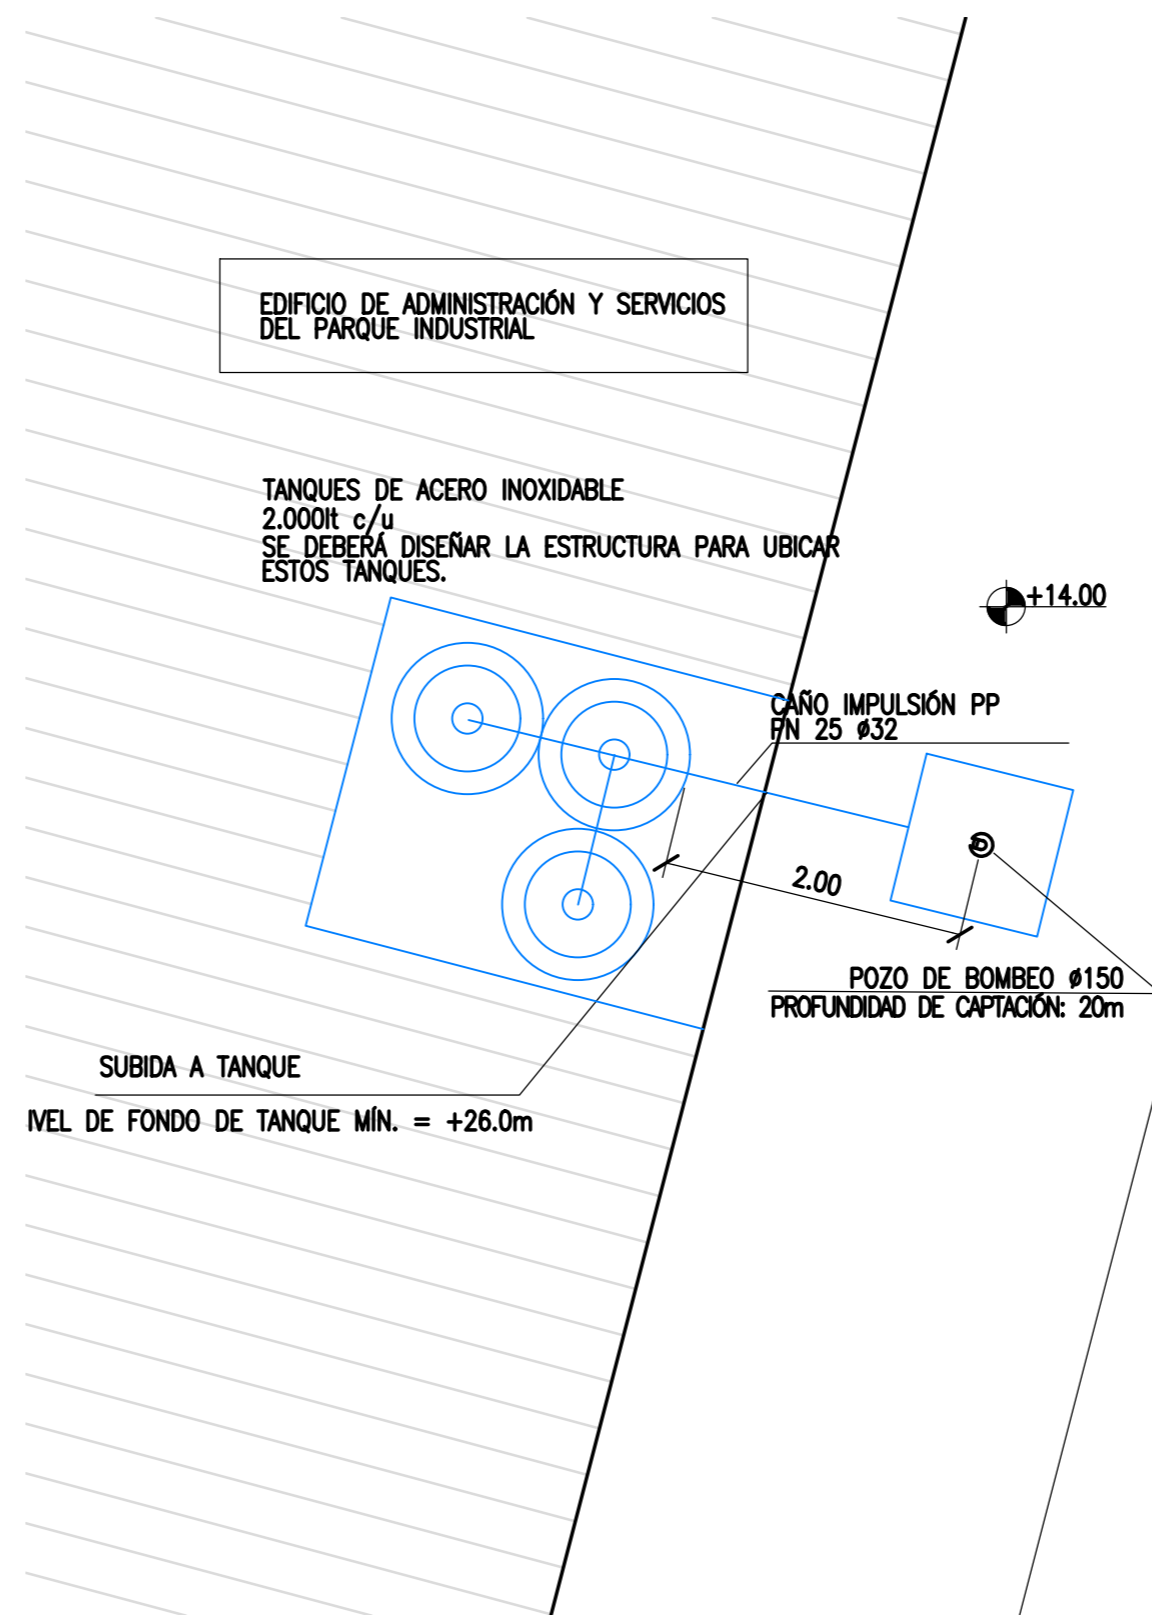 EDIFICIO DE ADMINISTRACIÓN Y SERVICIOS
DEL PARQUE INDUSTRIAL
TANQUES DE ACERO INOXIDABLE
2.000lt c/u
SE DEBERÁ DISEÑAR LA ESTRUCTURA PARA UBICAR
ESTOS TANQUES.
+14.00
CAÑO IMPULSIÓN PP
PN 25 ø32
2.00
POZO DE BOMBEO ø150
PROFUNDIDAD DE CAPTACIÓN: 20m
SUBIDA A TANQUE
IVEL DE FONDO DE TANQUE MÍN. = +26.0m